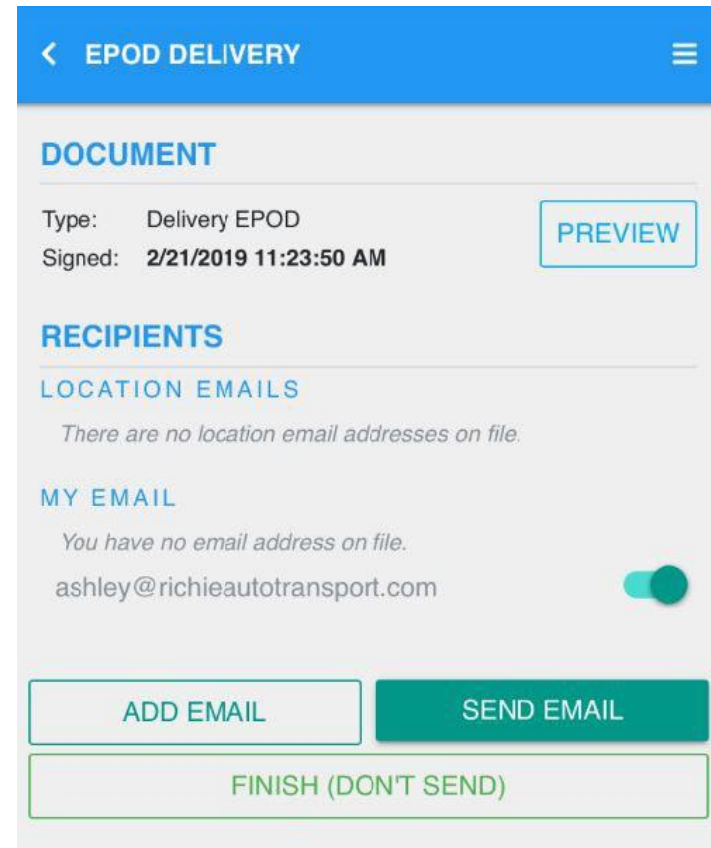 EPOD DELIVERY
DOCUMENT
Type: Delivery EPOD
PREVIEW
Signed: 2/21/2019 11:23:50 AM
RECIPIENTS
LOCATION EMAILS
There are no location email addresses on file.
MY EMAIL
You have no email address on file.
ashley@richieautotransport.com
ADD EMAIL
SEND EMAIL
FINISH (DON'T SEND)